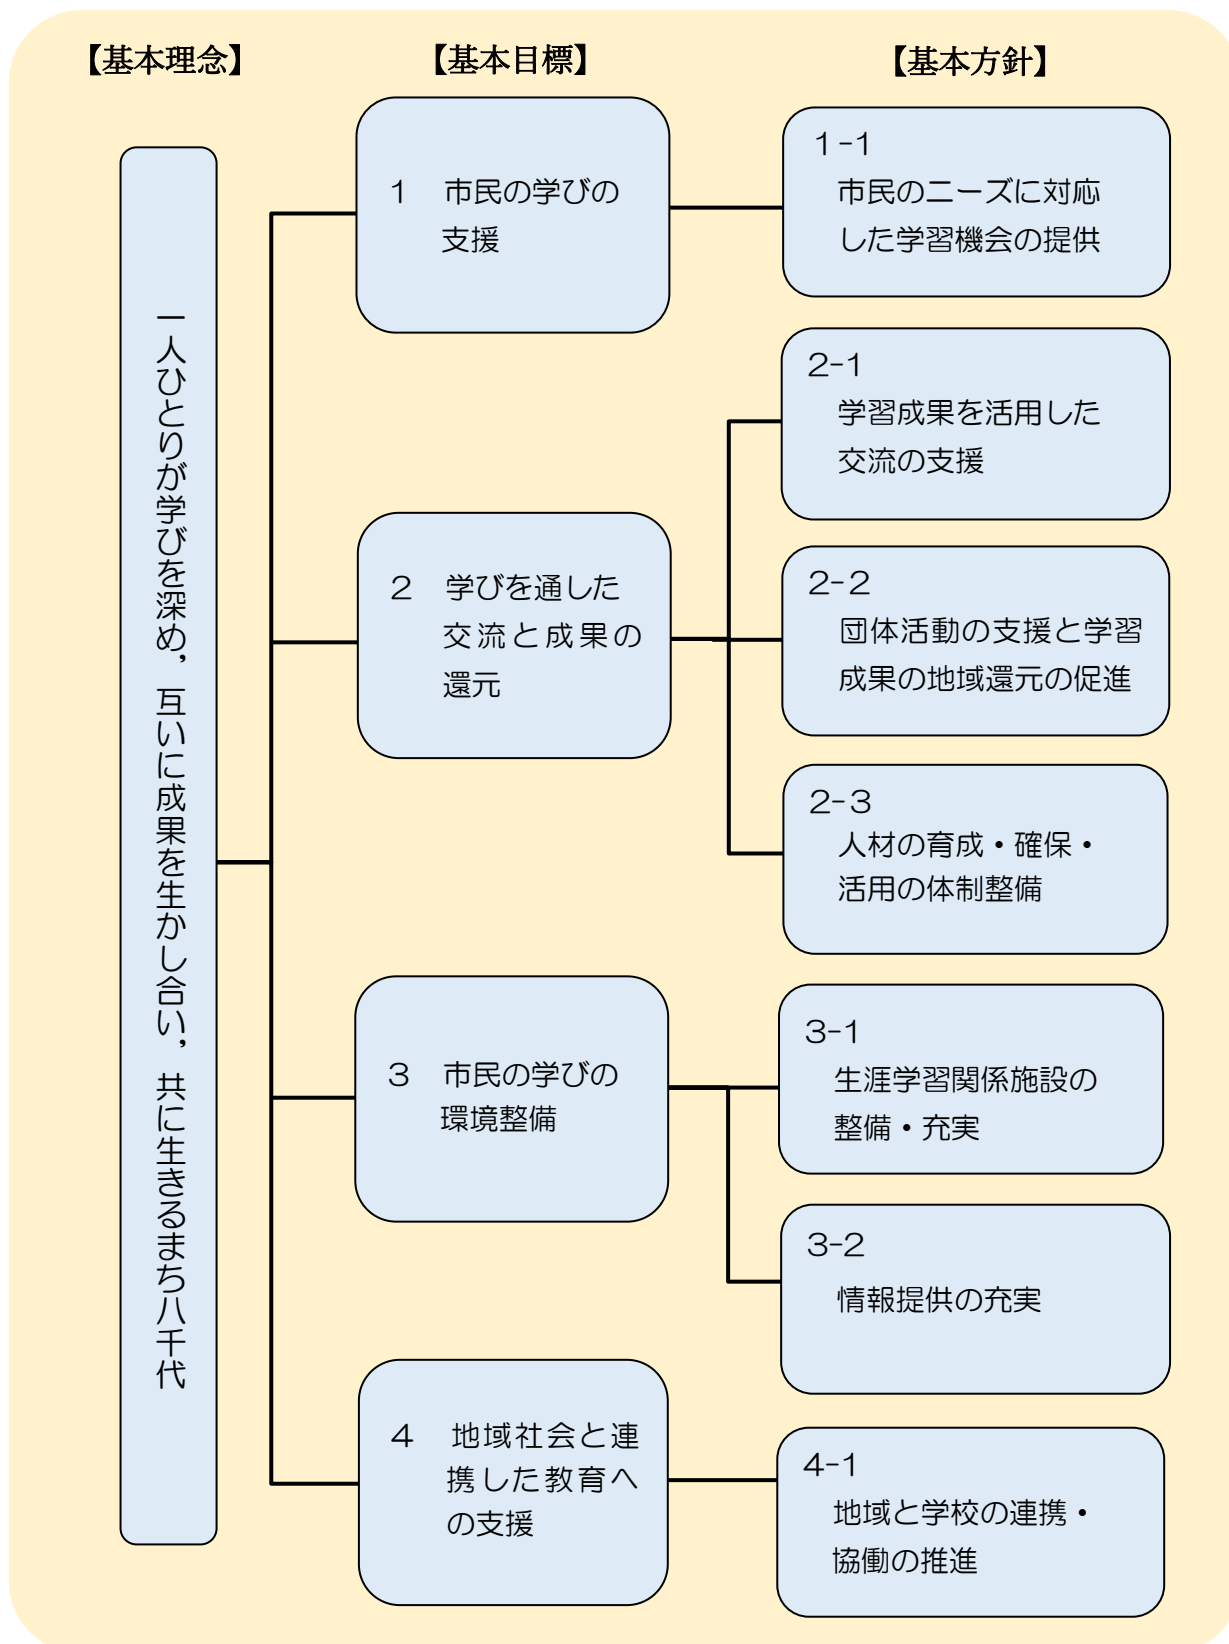 【基本理念】
【基本目標】
【基本方針】
一人ひとりが学びを深め，互いに成果を生かし合い，共に生きるまち八千代
１　市民の学びの
支援
１-１
市民のニーズに対応
した学習機会の提供
２　学びを通した
交流と成果の
還元
２-１
学習成果を活用した
交流の支援
２-２
団体活動の支援と学習
成果の地域還元の促進
２-３
人材の育成・確保・
活用の体制整備
３　市民の学びの
環境整備
３-１
生涯学習関係施設の
整備・充実
３-２
情報提供の充実
４　地域社会と連
携した教育へ
の支援
４-１
地域と学校の連携・
協働の推進